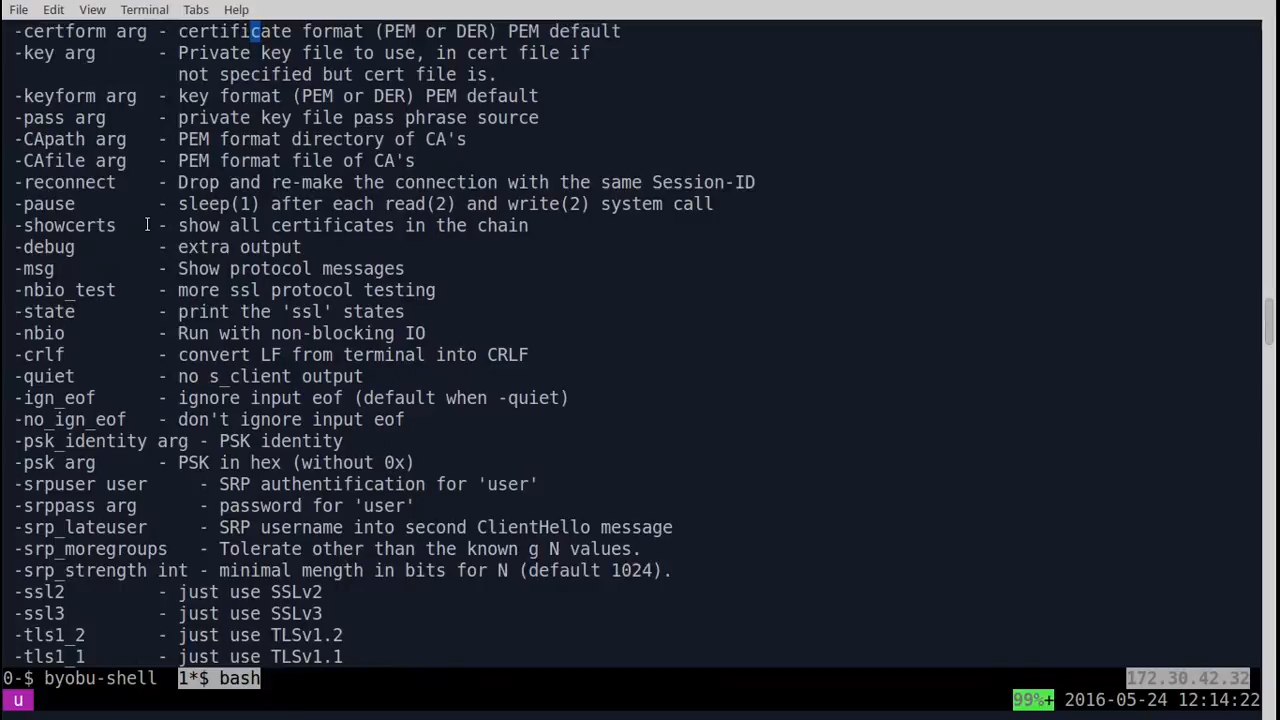 File Edit View Terminal Tabs Help
-certform arg - certificate format (PEM or DER) PEM default
-key arg - Private key file to use, in cert file if
not specified but cert file is.
-keyform arg - key format (PEM or DER) PEM default
-pass arg - private key file pass phrase source
-CApath arg - PEM format directory of CA's
-CAfile arg - PEM format file of CA's
-reconnect - Drop and re-make the connection with the same Session-ID
-pause - sleep(1) after each read(2) and write(2) system call
-showcerts - show all certificates in the chain
-debug - extra output
-msg - Show protocol messages
-nbio_test - more ssl protocol testing
-state - print the 'ssl' states
-nbio - Run with non-blocking IO
-crlf - convert LF from terminal into CRLF
-quiet - no s_client output
-ign_eof - ignore input eof (default when -quiet)
-no_ign_eof - don't ignore input eof
-psk_identity arg - PSK identity
-psk arg - PSK in hex (without 0x)
-srpuser user - SRP authentification for 'user'
-srppass arg - password for 'user'
-srp_lateuser - SRP username into second ClientHello message
-srp_moregroups - Tolerate other than the known g N values.
-srp_strength int - minimal mength in bits for N (default 1024).
-ssl2 - just use SSLv2
-ssl3 - just use SSLv3
-tls1_2 - just use TLSv1.2
-tls1_1 - just use TLSv1.1
0-$ byobu-shell 1*$ bash 172.30.42.32
u 99%+ 2016-05-24 12:14:22